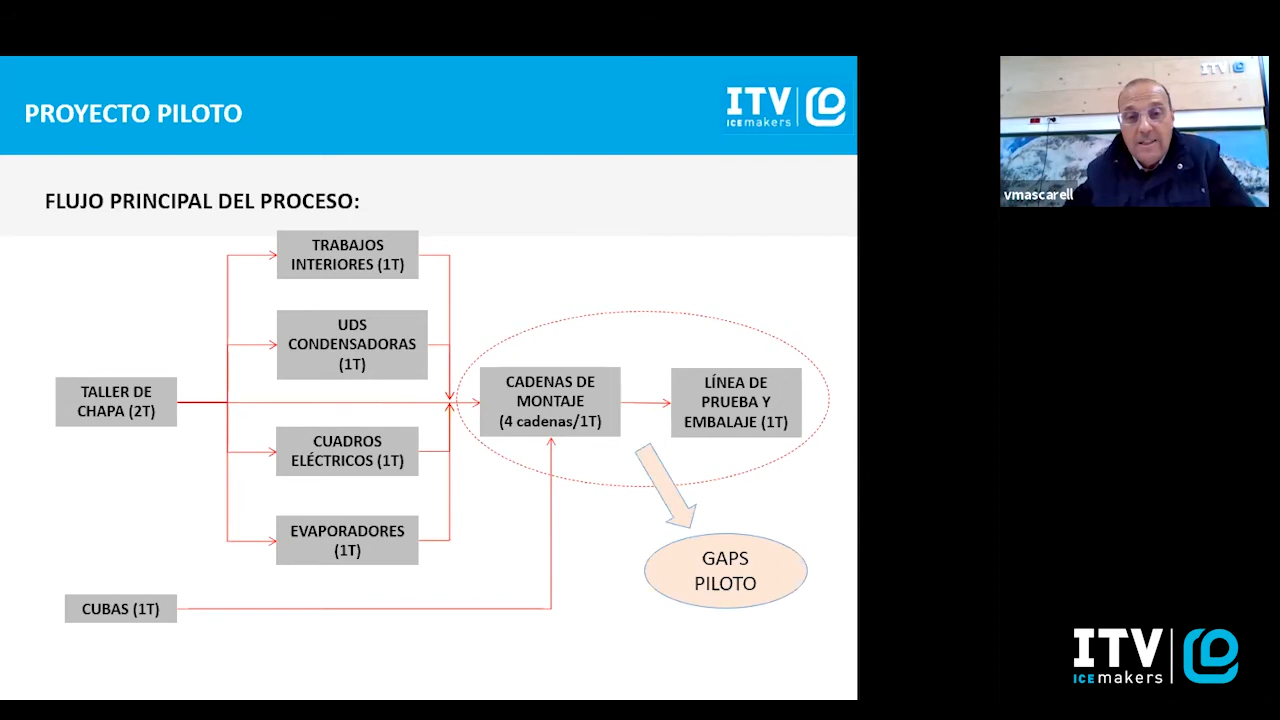 PROYECTO PILOTO
ITV
ICEmakers
FLUJO PRINCIPAL DEL PROCESO:
TRABAJOS
INTERIORES (1T)
UDS
CONDENSADORAS
(1T)
TALLER DE
CHAPA (2T)
CUADROS
ELÉCTRICOS (1T)
EVAPORADORES
(1T)
CUBAS (1T)
CADENAS DE
MONTAJE
(4 cadenas/1T)
LÍNEA DE
PRUEBA Y
EMBALAJE (1T)
GAPS
PILOTO
ITV
vmascarell
ITV
ICEmakers